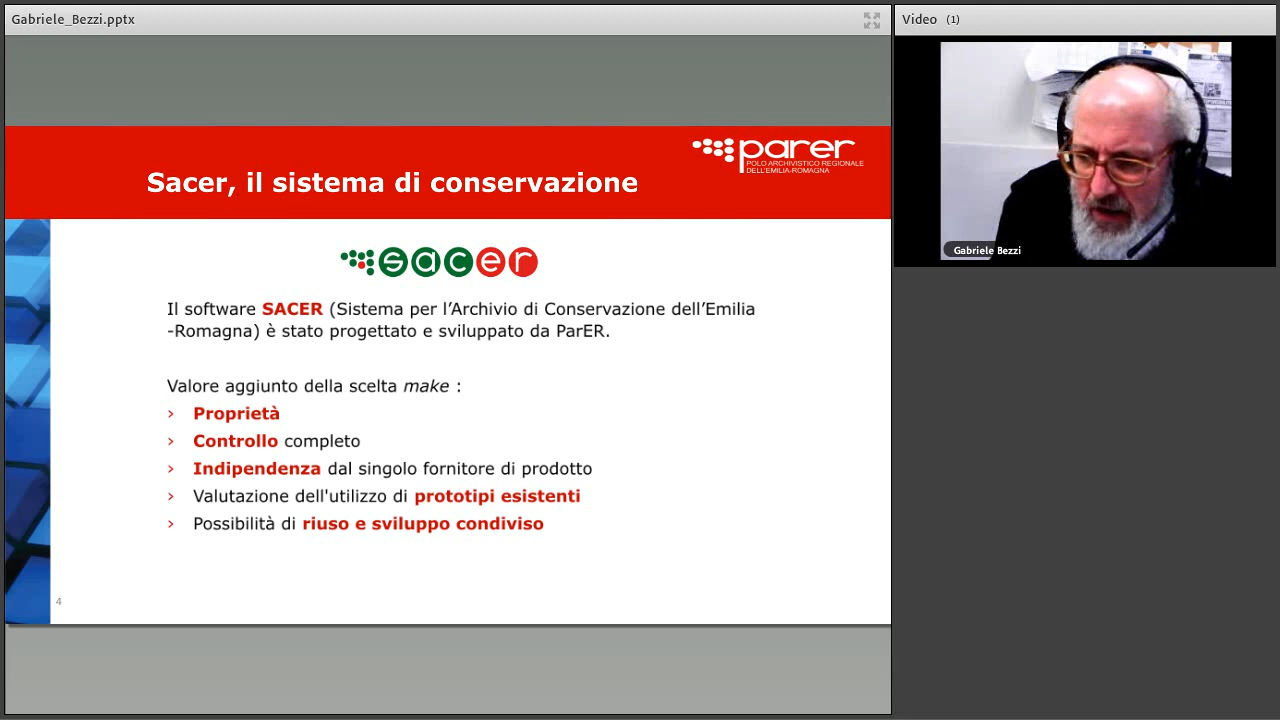 Gabriele_Bezzi.pptx
Video (1)
parer
POLO ARCHIVISTICO REGIONALE
DELL'EMILIA-ROMAGNA
Sacer, il sistema di conservazione
sacer
Il software SACER (Sistema per l’Archivio di Conservazione dell’Emilia
-Romagna) è stato progettato e sviluppato da ParER.
Valore aggiunto della scelta make :
› Proprietà
› Controllo completo
› Indipendenza dal singolo fornitore di prodotto
› Valutazione dell'utilizzo di prototipi esistenti
› Possibilità di riuso e sviluppo condiviso
4
Gabriele Bezzi